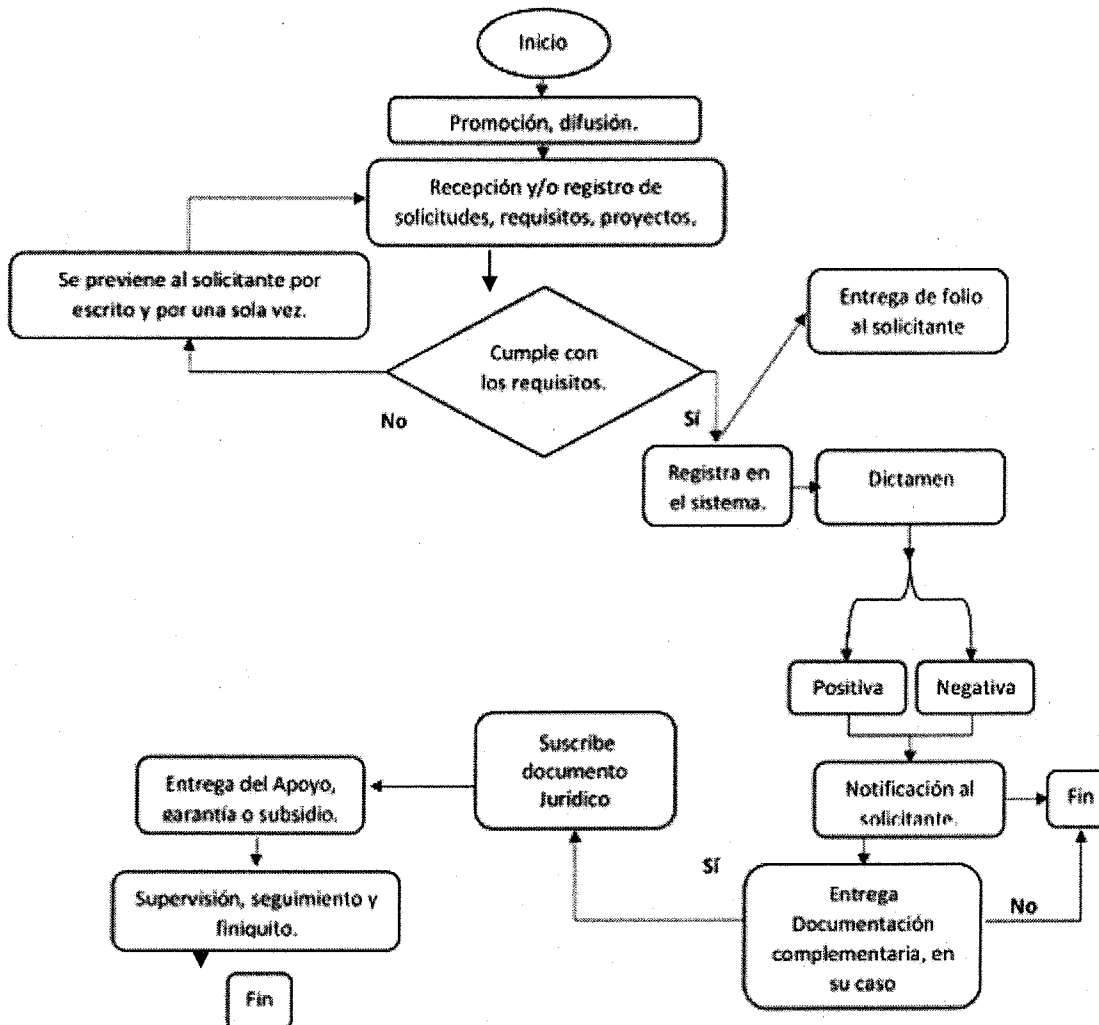 Inicio
Promoción, difusión.
Recepción y/o registro de
solicitudes, requisitos, proyectos.
Se previene al solicitante por
escrito y por una sola vez.
Entrega de folio
al solicitante
Cumple con
los requisitos.
No
Sí
Registra en
el sistema.
Dictamen
Positiva
Negativa
Suscribe
documento
Jurídico
Entrega del Apoyo,
garantía o subsidio.
Notificación al
solicitante.
Fin
Sí
Entrega
Documentación
complementaria, en
su caso
No
Supervisión, seguimiento y
finiquito.
Fin